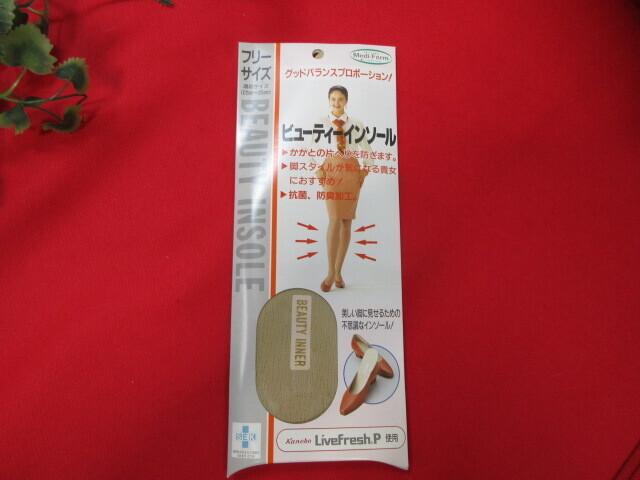 フリー
サイズ
Medi-Form
グッドバランスプロポーション!
BEAUTY INSOLE
ビューティーインソール
▶かかとの片べりを防ぎます。
▶脚スタイルが気になる貴女
におすすめ!
▶抗菌、防臭加工。
美しい脚に見せるための
不思議なインソール!
BEAUTY INNER
Kanebo LiveFresh.P 使用